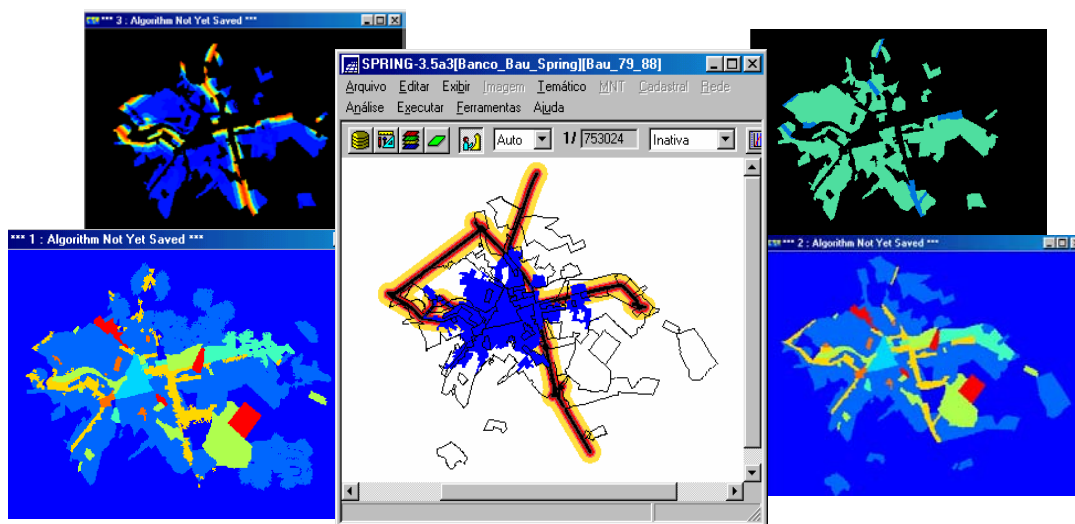 *** 3 : Algorithm Not Yet Saved ***
SPRING-3.5a3[Banco_Bau_Spring][Bau_79_88]
Arquivo Editar Exibir Imagem Temático MNT Cadastral Rede
Análise Executar Ferramentas Ajuda
Auto 1/ 753024 Inativa
*** 1 : Algorithm Not Yet Saved ***
*** 2 : Algorithm Not Yet Saved ***